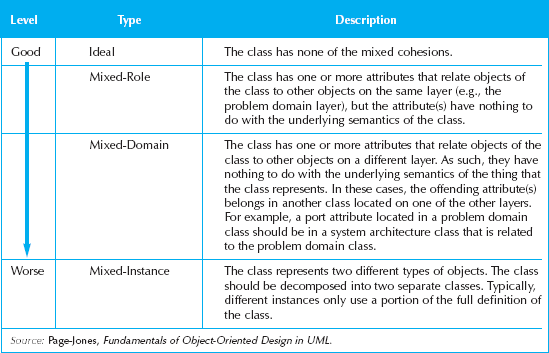 Level Type Description
Good Ideal The class has none of the mixed cohesions.
Mixed-Role The class has one or more attributes that relate objects of
the class to other objects on the same layer (e.g., the
problem domain layer), but the attribute(s) have nothing to
do with the underlying semantics of the class.
Mixed-Domain The class has one or more attributes that relate objects of the
class to other objects on a different layer. As such, they have
nothing to do with the underlying semantics of the thing that
the class represents. In these cases, the offending attribute(s)
belongs in another class located on one of the other layers.
For example, a port attribute located in a problem domain
class should be in a system architecture class that is related
to the problem domain class.
Worse Mixed-Instance The class represents two different types of objects. The class
should be decomposed into two separate classes. Typically,
different instances only use a portion of the full definition of
the class.
Source: Page-Jones, Fundamentals of Object-Oriented Design in UML.